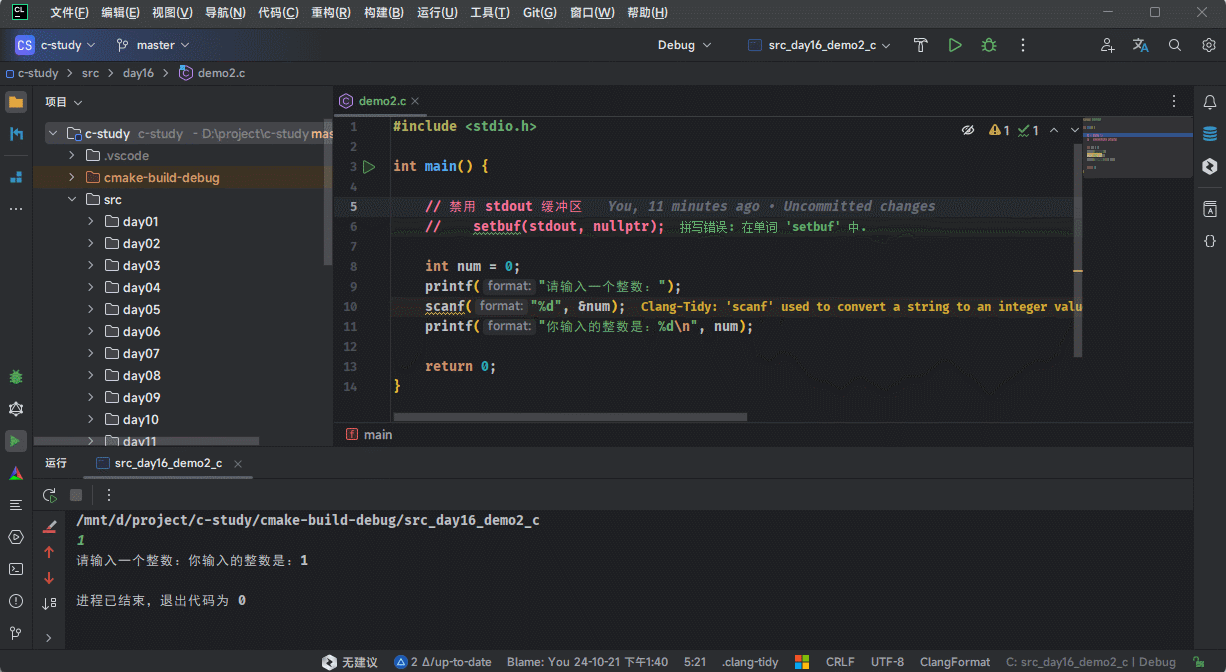 CL 文件(F) 编辑(E) 视图(V) 导航(N) 代码(C) 重构(R) 构建(B) 运行(U) 工具(T) Git(G) 窗口(W) 帮助(H)
CS c-study master Debug src_day16_demo2_c
c-study src day16 C demo2.c
项目
C demo2.c
c-study c-study - D:\project\c-study mas
.vscode
cmake-build-debug
src
day01
day02
day03
day04
day05
day06
day07
day08
day09
day10
day11
1 #include <stdio.h>
1 1
2
3 int main() {
4
5 // 禁用 stdout 缓冲区 You, 11 minutes ago • Uncommitted changes
6 // setbuf(stdout, nullptr); 拼写错误: 在单词 'setbuf' 中.
7
8 int num = 0;
9 printf( format: "请输入一个整数：");
10 scanf( format: "%d", &num); Clang-Tidy: 'scanf' used to convert a string to an integer valu
11 printf( format: "你输入的整数是：%d\n", num);
12
13 return 0;
14 }
f main
运行 src_day16_demo2_c
/mnt/d/project/c-study/cmake-build-debug/src_day16_demo2_c
1
请输入一个整数：你输入的整数是：1
进程已结束，退出代码为 0
无建议 2 Δ/up-to-date Blame: You 24-10-21 下午1:40 5:21 .clang-tidy CRLF UTF-8 ClangFormat C: src_day16_demo2_c | Debug